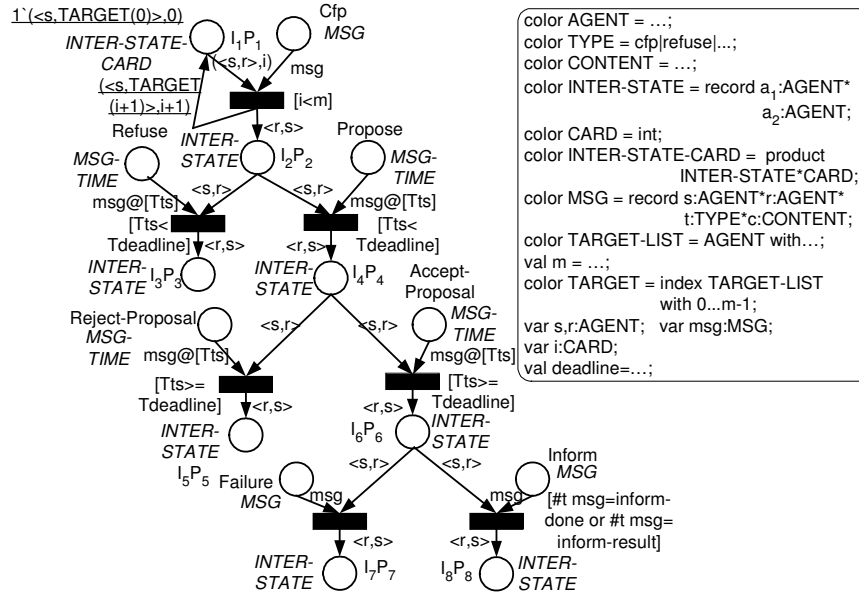 1`(<s,TARGET(0)>,0)
Cfp
MSG
INTER-STATE-
CARD
I1P1
(<s,r>,i)
msg
(<s,TARGET
(i+1)>,i+1)
[i<m]
<r,s>
Refuse
MSG-
TIME
INTER-
STATE
I2P2
Propose
MSG-
TIME
<s,r>
<s,r>
msg@[Tts]
[Tts<
Tdeadline]
<r,s>
msg@[Tts]
[Tts<
Tdeadline]
<r,s>
INTER-
STATE
I3P3
INTER-
STATE
I4P4
Accept-
Proposal
MSG-
TIME
Reject-Proposal
MSG-
TIME
<s,r>
<s,r>
msg@[Tts]
[Tts>=
Tdeadline]
<r,s>
msg@[Tts]
[Tts>=
Tdeadline]
<r,s>
INTER-
STATE
I5P5
I6P6
INTER-
STATE
<s,r>
<s,r>
Failure
MSG
msg
Inform
MSG
msg
[#t msg=inform-
done or #t msg=
inform-result]
<r,s>
<r,s>
INTER-
STATE
I7P7
I8P8
INTER-
STATE
color AGENT = …;
color TYPE = cfp|refuse|...;
color CONTENT = …;
color INTER-STATE = record a1:AGENT*
a2:AGENT;
color CARD = int;
color INTER-STATE-CARD = product
INTER-STATE*CARD;
color MSG = record s:AGENT*r:AGENT*
t:TYPE*c:CONTENT;
color TARGET-LIST = AGENT with…;
val m = …;
color TARGET = index TARGET-LIST
with 0...m-1;
var s,r:AGENT; var msg:MSG;
var i:CARD;
val deadline=…;